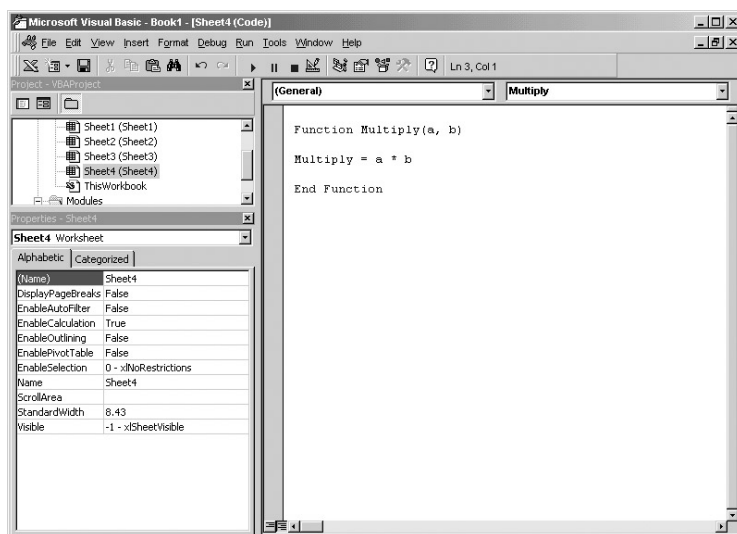 Microsoft Visual Basic - Book1 - [Sheet4 (Code)]
File Edit View Insert Format Debug Run Tools Window Help
Ln 3, Col 1
Project - VBAProject
Sheet1 (Sheet1)
Sheet2 (Sheet2)
Sheet3 (Sheet3)
Sheet4 (Sheet4)
ThisWorkbook
Modules
Properties - Sheet4
Sheet4 Worksheet
Alphabetic Categorized
(Name) Sheet4
DisplayPageBreaks False
EnableAutoFilter False
EnableCalculation True
EnableOutlining False
EnablePivotTable False
EnableSelection 0 - xlNoRestrictions
Name Sheet4
ScrollArea
StandardWidth 8.43
Visible -1 - xlSheetVisible
(General) Multiply
Function Multiply(a, b)
Multiply = a * b
End Function